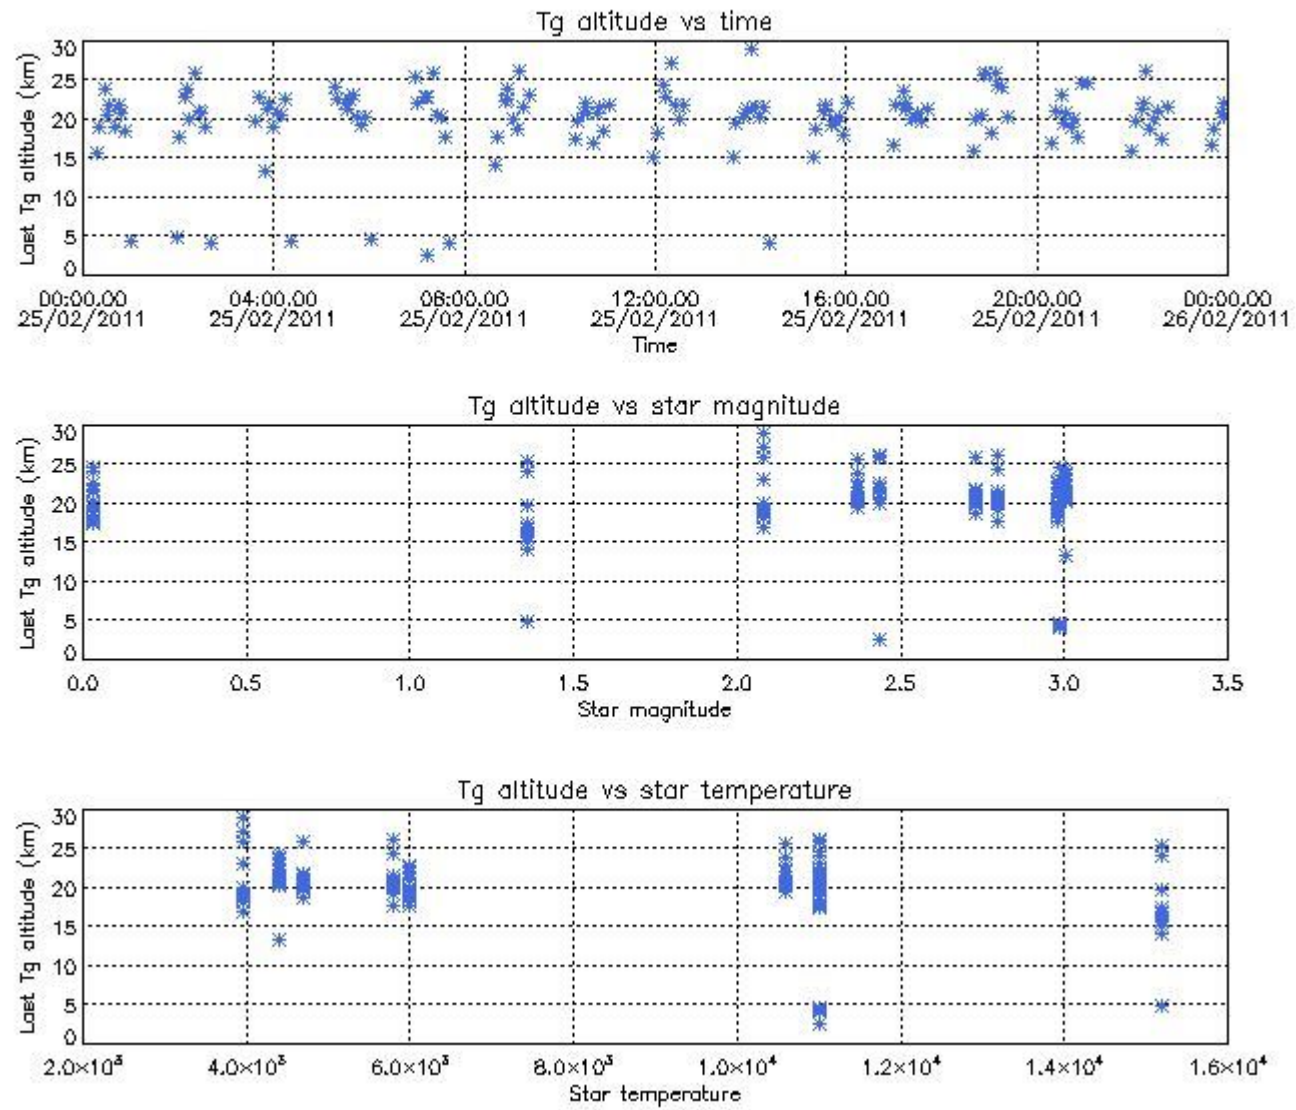 Tg altitude vs time
Last Tg altitude (km)
30
25
20
15
10
5
0
00:00.00 04:00.00 08:00.00 12:00.00 16:00.00 20:00.00 00:00.00
25/02/2011 25/02/2011 25/02/2011 25/02/2011 25/02/2011 25/02/2011 26/02/2011
Time
Tg altitude vs star magnitude
Last Tg altitude (km)
30
25
20
15
10
5
0
0.0 0.5 1.0 1.5 2.0 2.5 3.0 3.5
Star magnitude
Tg altitude vs star temperature
Last Tg altitude (km)
30
25
20
15
10
5
0
2.0×10³ 4.0×10³ 6.0×10³ 8.0×10³ 1.0×10⁴ 1.2×10⁴ 1.4×10⁴ 1.6×10⁴
Star temperature